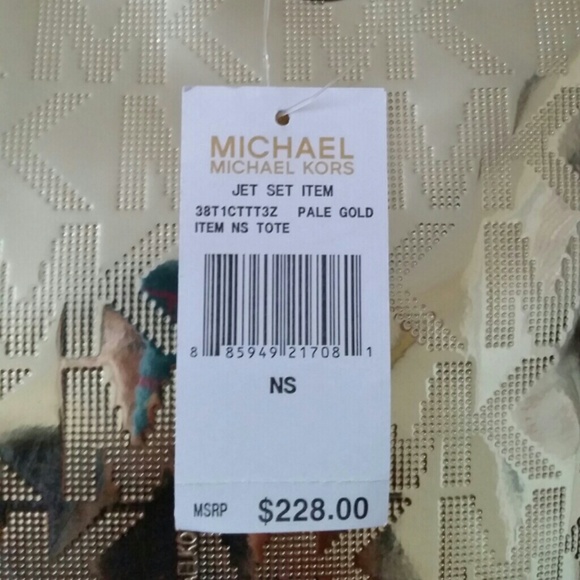 MICHAEL
MICHAEL KORS
JET SET ITEM
38T1CTTT3Z PALE GOLD
ITEM NS TOTE
8 85949 21708 1
NS
MSRP $228.00